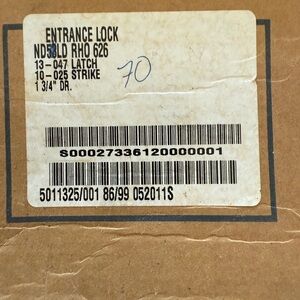 ENTRANCE LOCK
ND53LD RHO 626
13-047 LATCH
10-025 STRIKE
1 3/4" DR.
70
S00027336120000001
5011325/001 86/99 052011S